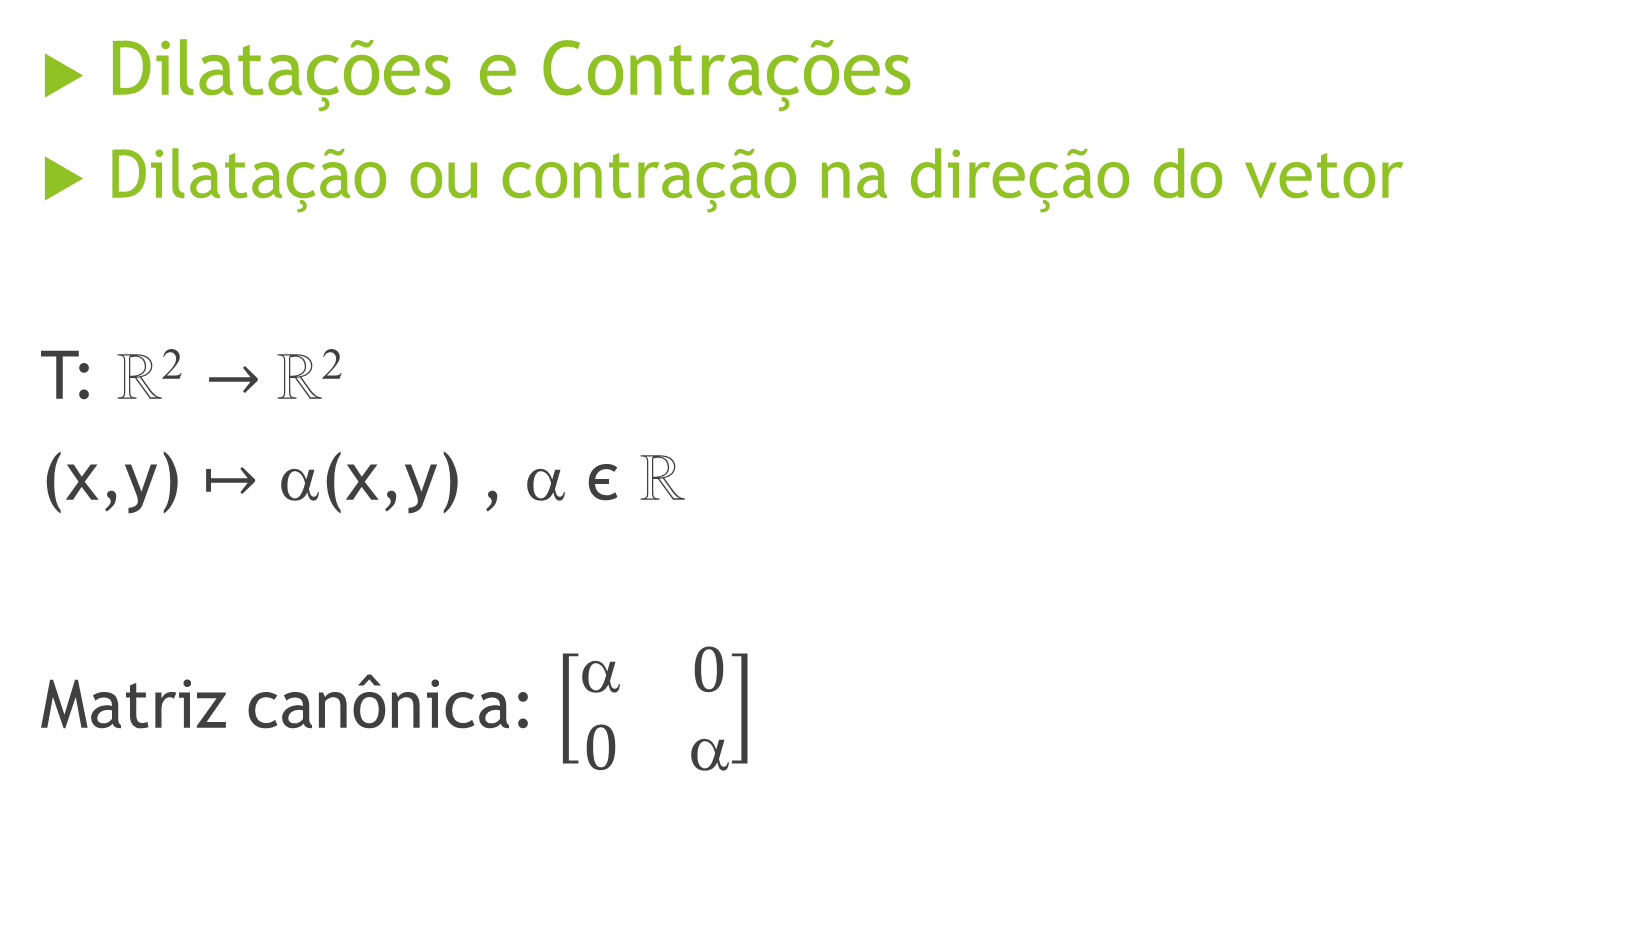 ▶ Dilatações e Contrações
▶ Dilatação ou contração na direção do vetor
T: ℝ² → ℝ²
(x,y) ↦ α(x,y) , α ϵ ℝ
Matriz canônica: [α 0
0 α]